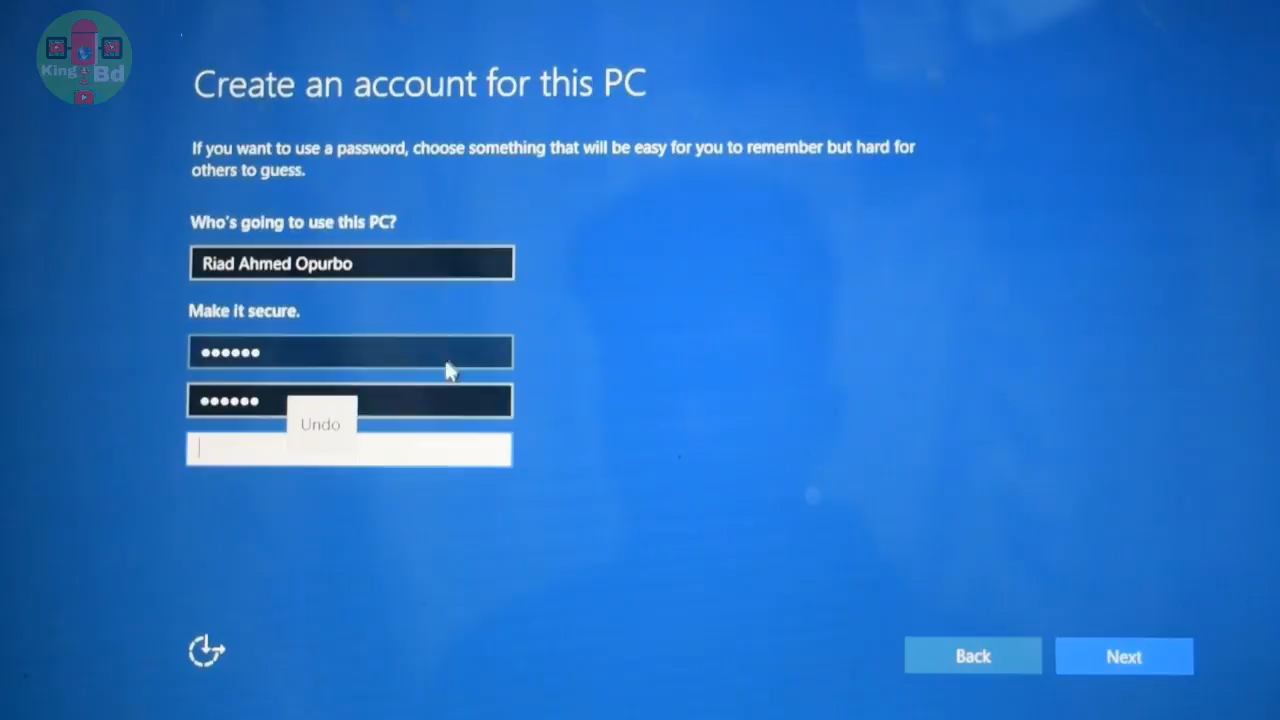 King Bd
Create an account for this PC
If you want to use a password, choose something that will be easy for you to remember but hard for
others to guess.
Who's going to use this PC?
Riad Ahmed Opurbo
Make it secure.
••••••
••••••
Undo
Back
Next